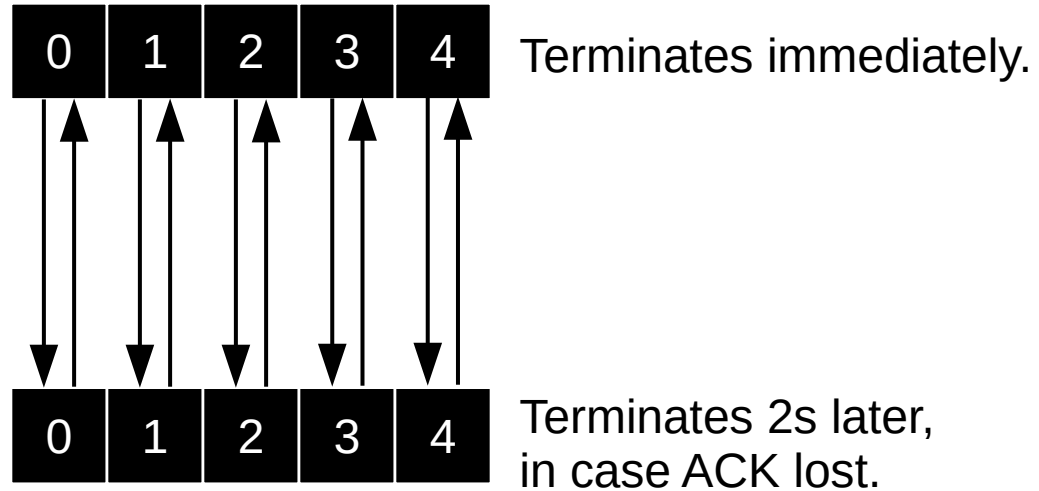 0 1 2 3 4 Terminates immediately.
0 1 2 3 4 Terminates 2s later,
in case ACK lost.